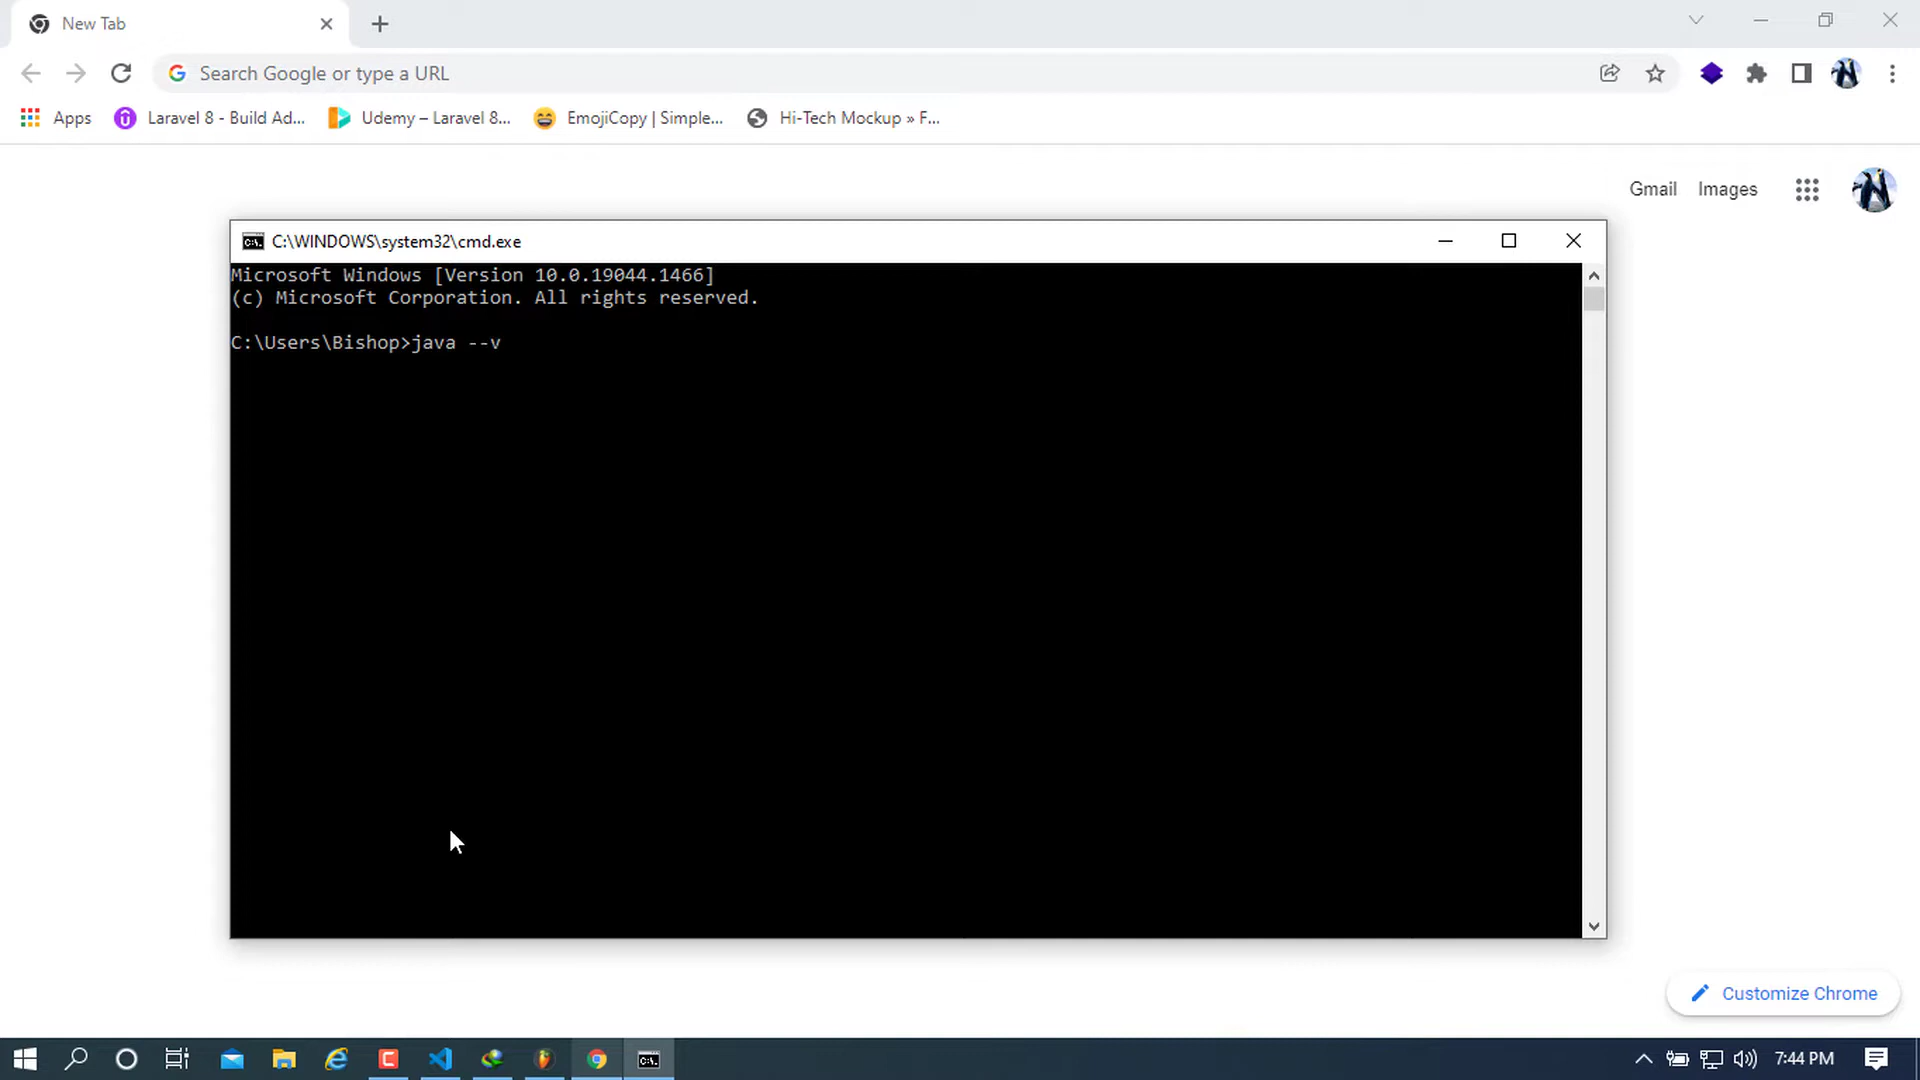 New Tab
Search Google or type a URL
Apps
Laravel 8 - Build Ad...
Udemy – Laravel 8...
EmojiCopy | Simple...
Hi-Tech Mockup » F...
Gmail
Images
C:\WINDOWS\system32\cmd.exe
Microsoft Windows [Version 10.0.19044.1466]
(c) Microsoft Corporation. All rights reserved.
C:\Users\Bishop>java --v
Customize Chrome
7:44 PM